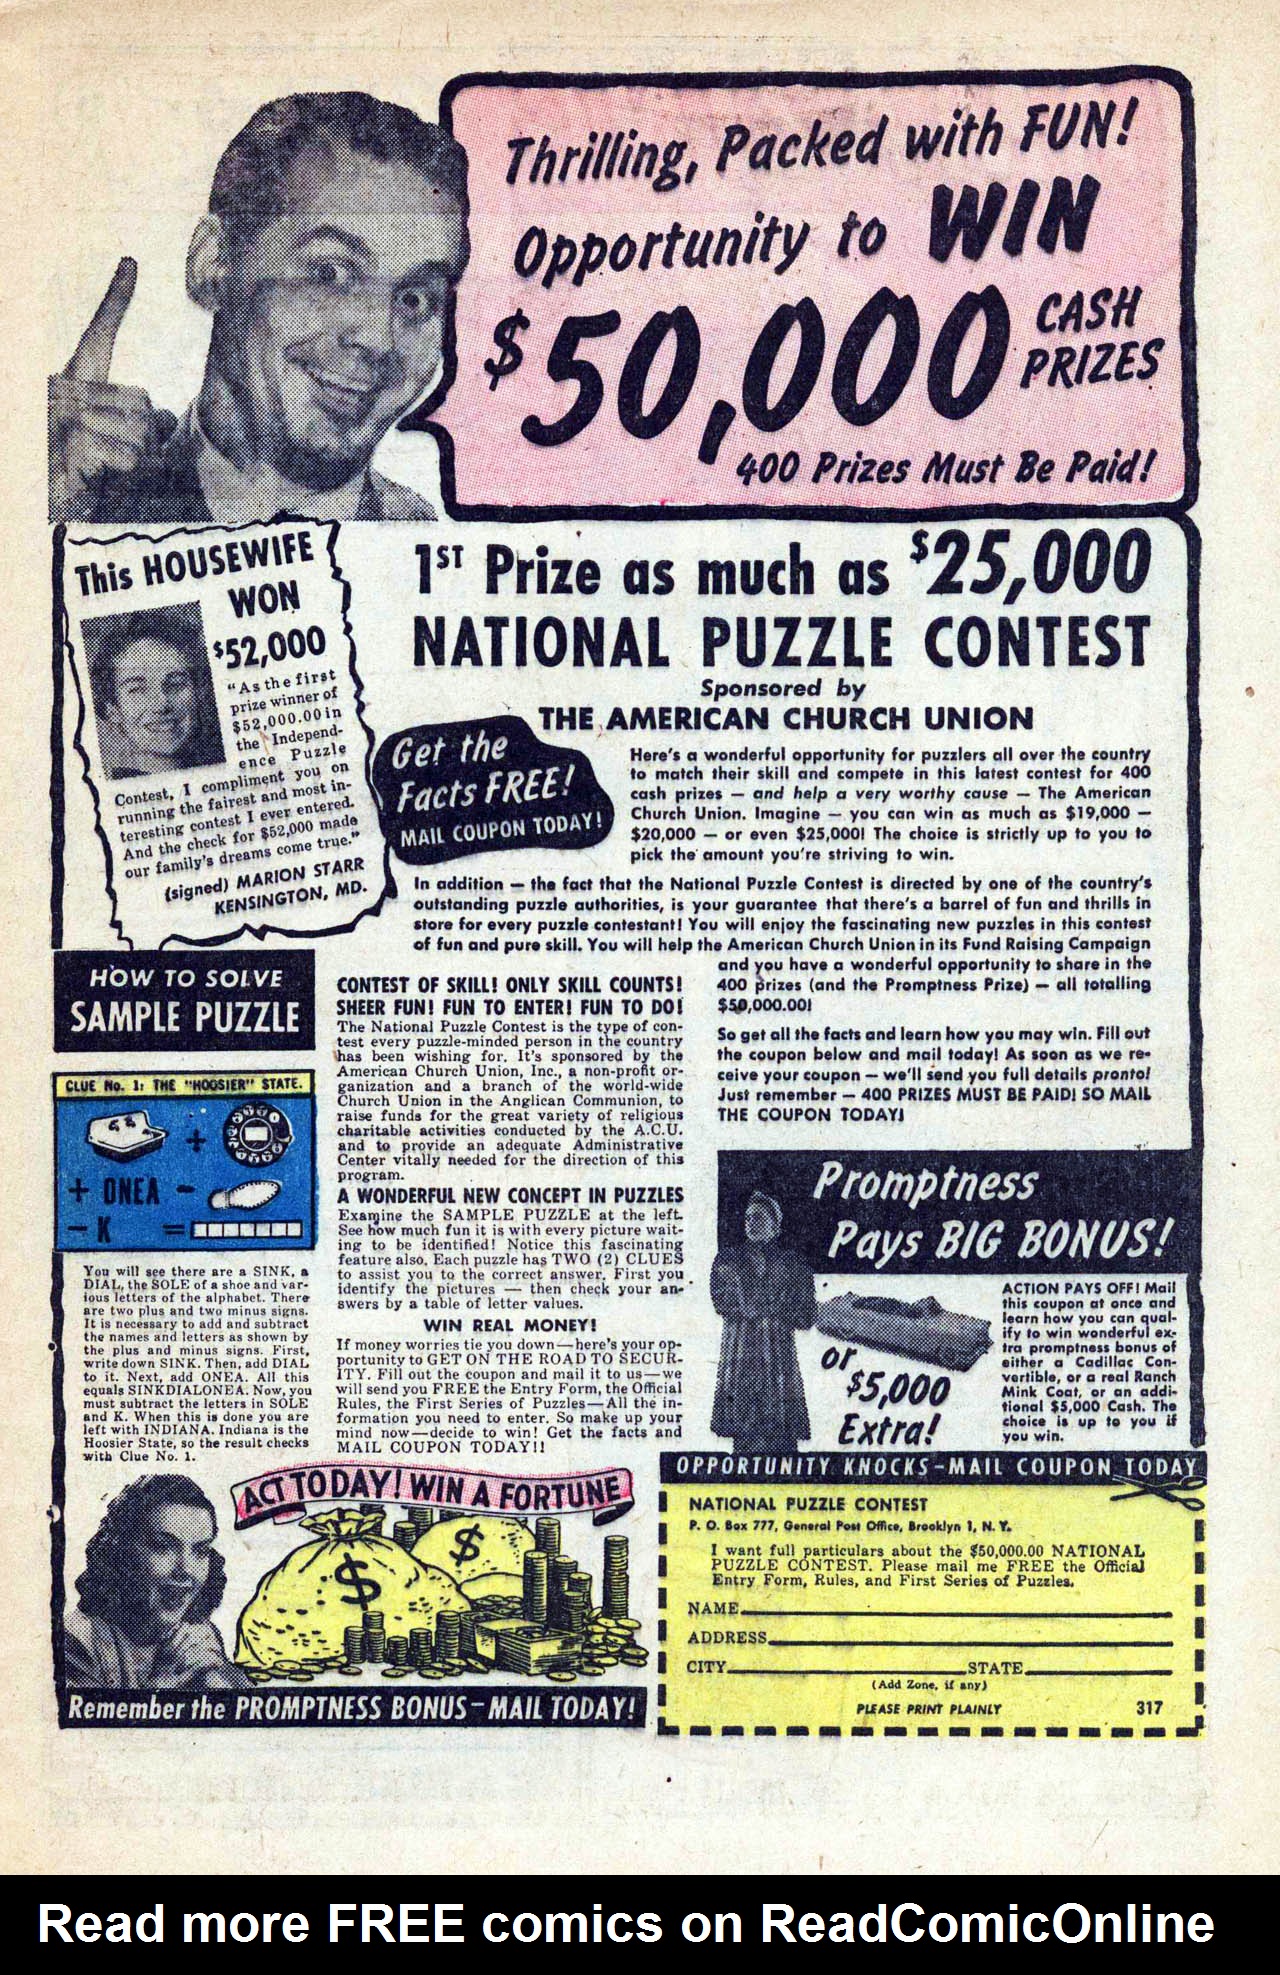 Thrilling, Packed with FUN!
Opportunity to WIN
$50,000 CASH PRIZES
400 Prizes Must Be Paid!
This HOUSEWIFE
WON
$52,000
"As the first
prize winner of
$52,000.00 in
the Independ-
ence Puzzle
Contest, I compliment you on
running the fairest and most in-
teresting contest I ever entered.
And the check for $52,000 made
our family's dreams come true."
(signed) MARION STARR
KENSINGTON, MD.
1ST Prize as much as $25,000
NATIONAL PUZZLE CONTEST
Sponsored by
THE AMERICAN CHURCH UNION
Get the
Facts FREE!
MAIL COUPON TODAY!
Here's a wonderful opportunity for puzzlers all over the country
to match their skill and compete in this latest contest for 400
cash prizes — and help a very worthy cause — The American
Church Union. Imagine — you can win as much as $19,000 —
$20,000 — or even $25,000! The choice is strictly up to you to
pick the amount you're striving to win.
In addition — the fact that the National Puzzle Contest is directed by one of the country's
outstanding puzzle authorities, is your guarantee that there's a barrel of fun and thrills in
store for every puzzle contestant! You will enjoy the fascinating new puzzles in this contest
of fun and pure skill. You will help the American Church Union in its Fund Raising Campaign
and you have a wonderful opportunity to share in the
400 prizes (and the Promptness Prize) — all totalling
$50,000.00!
So get all the facts and learn how you may win. Fill out
the coupon below and mail today! As soon as we re-
ceive your coupon — we'll send you full details pronto!
Just remember — 400 PRIZES MUST BE PAID! SO MAIL
THE COUPON TODAY!
HOW TO SOLVE
SAMPLE PUZZLE
CLUE No. 1: THE "HOOSIER" STATE.
+
+ ONEA -
- K =
You will see there are a SINK, a
DIAL, the SOLE of a shoe and var-
ious letters of the alphabet. There
are two plus and two minus signs.
It is necessary to add and subtract
the names and letters as shown by
the plus and minus signs. First,
write down SINK. Then, add DIAL
to it. Next, add ONEA. All this
equals SINKDIALONEA. Now, you
must subtract the letters in SOLE
and K. When this is done you are
left with INDIANA. Indiana is the
Hoosier State, so the result checks
with Clue No. 1.
CONTEST OF SKILL! ONLY SKILL COUNTS!
SHEER FUN! FUN TO ENTER! FUN TO DO!
The National Puzzle Contest is the type of con-
test every puzzle-minded person in the country
has been wishing for. It's sponsored by the
American Church Union, Inc., a non-profit or-
ganization and a branch of the world-wide
Church Union in the Anglican Communion, to
raise funds for the great variety of religious
charitable activities conducted by the A.C.U.
and to provide an adequate Administrative
Center vitally needed for the direction of this
program.
A WONDERFUL NEW CONCEPT IN PUZZLES
Examine the SAMPLE PUZZLE at the left.
See how much fun it is with every picture wait-
ing to be identified! Notice this fascinating
feature also. Each puzzle has TWO (2) CLUES
to assist you to the correct answer. First you
identify the pictures — then check your an-
swers by a table of letter values.
WIN REAL MONEY!
If money worries tie you down—here's your op-
portunity to GET ON THE ROAD TO SECUR-
ITY. Fill out the coupon and mail it to us—we
will send you FREE the Entry Form, the Official
Rules, the First Series of Puzzles—All the in-
formation you need to enter. So make up your
mind now—decide to win! Get the facts and
MAIL COUPON TODAY!!
Promptness
Pays BIG BONUS!
or
$5,000
Extra!
ACTION PAYS OFF! Mail
this coupon at once and
learn how you can qual-
ify to win wonderful ex-
tra promptness bonus of
either a Cadillac Con-
vertible, or a real Ranch
Mink Coat, or an addi-
tional $5,000 Cash. The
choice is up to you if
you win.
ACT TODAY! WIN A FORTUNE
$
$
Remember the PROMPTNESS BONUS—MAIL TODAY!
OPPORTUNITY KNOCKS—MAIL COUPON TODAY
NATIONAL PUZZLE CONTEST
P. O. Box 777, General Post Office, Brooklyn 1, N. Y.
I want full particulars about the $50,000.00 NATIONAL
PUZZLE CONTEST. Please mail me FREE the Official
Entry Form, Rules, and First Series of Puzzles.
NAME
ADDRESS
CITY STATE
(Add Zone, if any)
PLEASE PRINT PLAINLY 317
Read more FREE comics on ReadComicOnline